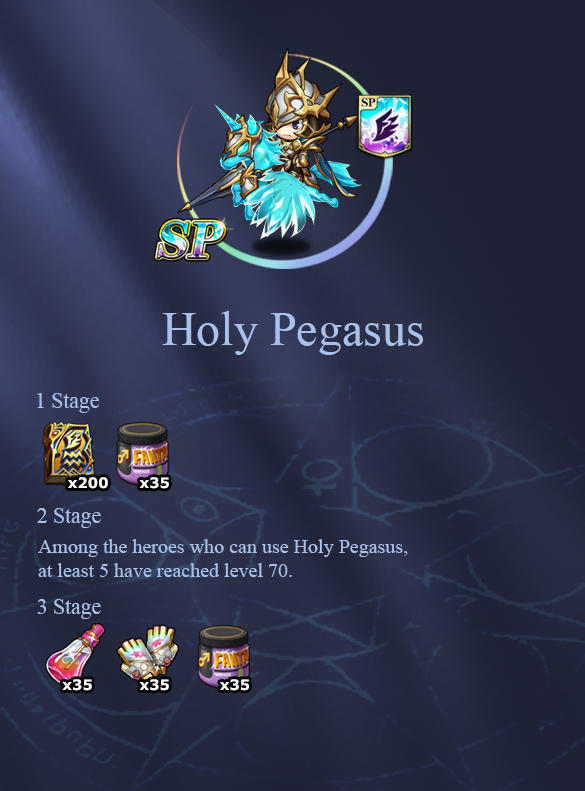 SP
SP
Holy Pegasus
1 Stage
x200
x35
2 Stage
Among the heroes who can use Holy Pegasus,
at least 5 have reached level 70.
3 Stage
x35
x35
x35